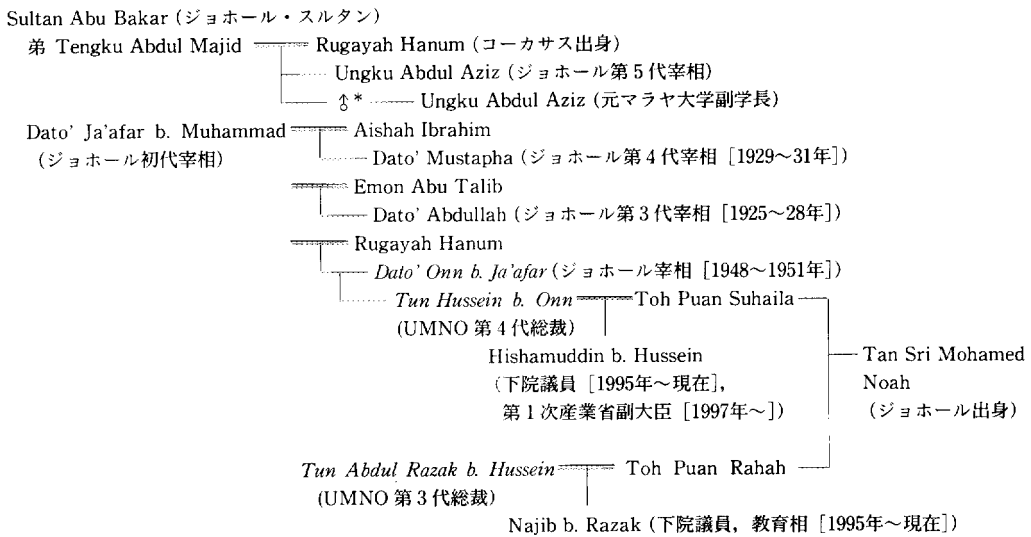 Sultan Abu Bakar (ジョホール・スルタン)
弟 Tengku Abdul Majid Rugayah Hanum (コーカサス出身)
Ungku Abdul Aziz (ジョホール第5代宰相)
♂* Ungku Abdul Aziz (元マラヤ大学副学長)
Dato' Ja'afar b. Muhammad Aishah Ibrahim
(ジョホール初代宰相)
Dato' Mustapha (ジョホール第4代宰相 [1929〜31年])
Emon Abu Talib
Dato' Abdullah (ジョホール第3代宰相 [1925〜28年])
Rugayah Hanum
Dato' Onn b. Ja'afar (ジョホール宰相 [1948〜1951年])
Tun Hussein b. Onn Toh Puan Suhaila
(UMNO 第4代総裁)
Hishamuddin b. Hussein
(下院議員 [1995年〜現在],
第1次産業省副大臣 [1997年〜])
Tan Sri Mohamed
Noah
(ジョホール出身)
Tun Abdul Razak b. Hussein Toh Puan Rahah
(UMNO 第3代総裁)
Najib b. Razak (下院議員, 教育相 [1995年〜現在])